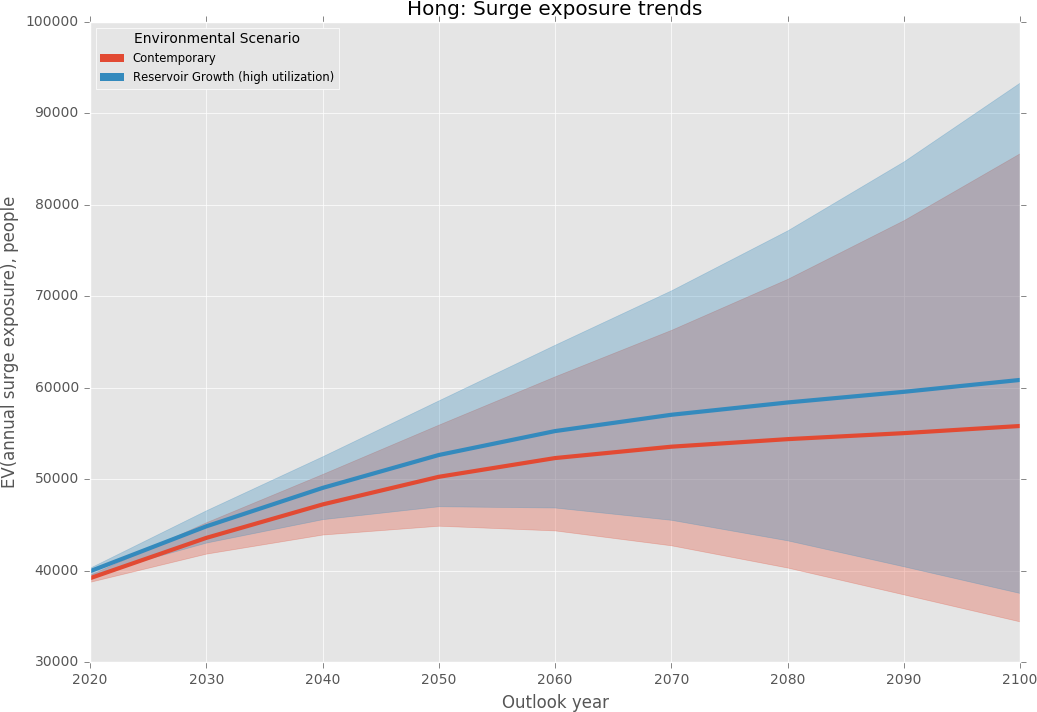 Hong: Surge exposure trends
Environmental Scenario
Contemporary
Reservoir Growth (high utilization)
EV(annual surge exposure), people
100000
90000
80000
70000
60000
50000
40000
30000
2020 2030 2040 2050 2060 2070 2080 2090 2100
Outlook year